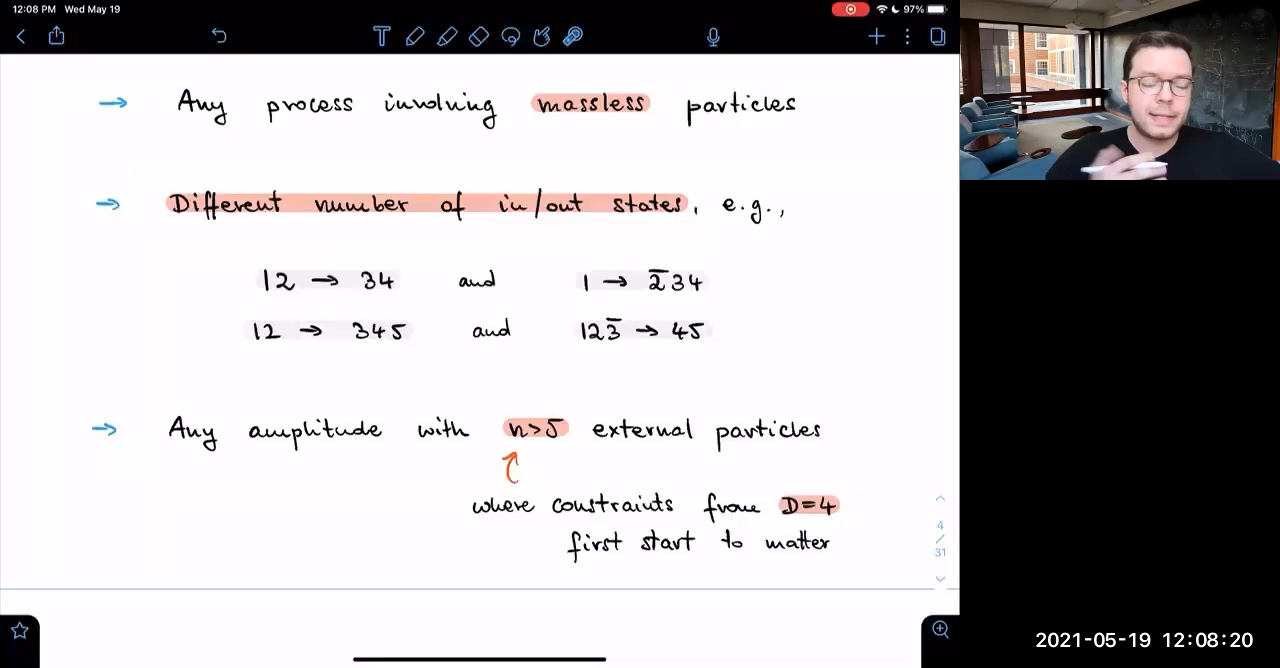 12:08 PM Wed May 19
97%
→ Any process involving massless particles
→ Different number of in/out states, e.g.,
12 → 34 and 1 → 2̅34
12 → 345 and 123̅ → 45
→ Any amplitude with n>5 external particles
where constraints from D=4
first start to matter
4
/
31
2021-05-19 12:08:20